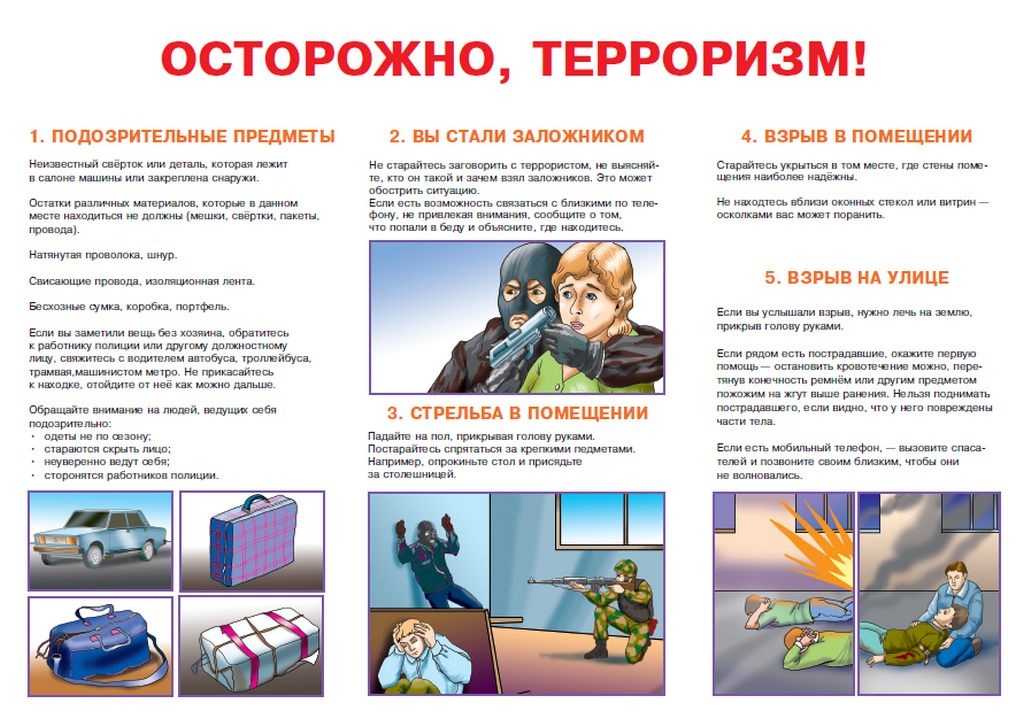 ОСТОРОЖНО, ТЕРРОРИЗМ!
1. ПОДОЗРИТЕЛЬНЫЕ ПРЕДМЕТЫ
Неизвестный свёрток или деталь, которая лежит
в салоне машины или закреплена снаружи.
Остатки различных материалов, которые в данном
месте находиться не должны (мешки, свёртки, пакеты,
провода).
Натянутая проволока, шнур.
Свисающие провода, изоляционная лента.
Бесхозные сумка, коробка, портфель.
Если вы заметили вещь без хозяина, обратитесь
к работнику полиции или другому должностному
лицу, свяжитесь с водителем автобуса, троллейбуса,
трамвая,машинистом метро. Не прикасайтесь
к находке, отойдите от неё как можно дальше.
Обращайте внимание на людей, ведущих себя
подозрительно:
• одеты не по сезону;
• стараются скрыть лицо;
• неуверенно ведут себя;
• сторонятся работников полиции.
2. ВЫ СТАЛИ ЗАЛОЖНИКОМ
Не старайтесь заговорить с террористом, не выясняй-
те, кто он такой и зачем взял заложников. Это может
обострить ситуацию.
Если есть возможность связаться с близкими по теле-
фону, не привлекая внимания, сообщите о том,
что попали в беду и объясните, где находитесь.
3. СТРЕЛЬБА В ПОМЕЩЕНИИ
Падайте на пол, прикрывая голову руками.
Постарайтесь спрятаться за крепкими педметами.
Например, опрокиньте стол и присядьте
за столешницей.
4. ВЗРЫВ В ПОМЕЩЕНИИ
Старайтесь укрыться в том месте, где стены поме-
щения наиболее надёжны.
Не находтесь вблизи оконных стекол или витрин —
осколками вас может поранить.
5. ВЗРЫВ НА УЛИЦЕ
Если вы услышали взрыв, нужно лечь на землю,
прикрыв голову руками.
Если рядом есть пострадавшие, окажите первую
помощь — остановить кровотечение можно, пере-
тянув конечность ремнём или другим предметом
похожим на жгут выше ранения. Нельзя поднимать
пострадавшего, если видно, что у него повреждены
части тела.
Если есть мобильный телефон, — вызовите спаса-
телей и позвоните своим близким, чтобы они
не волновались.